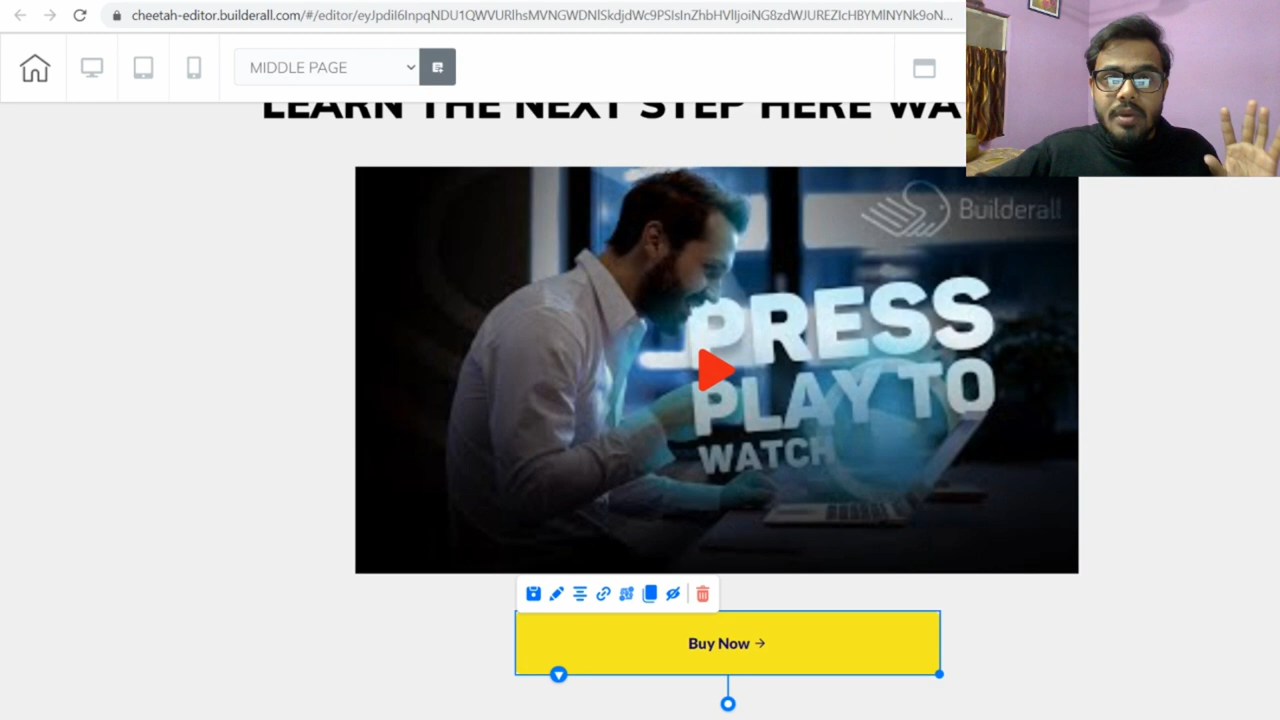 cheetah-editor.builderall.com/#/editor/
MIDDLE PAGE
LEARN THE NEXT STEP HERE WA
Builderall
PRESS
PLAY TO
WATCH
Buy Now →